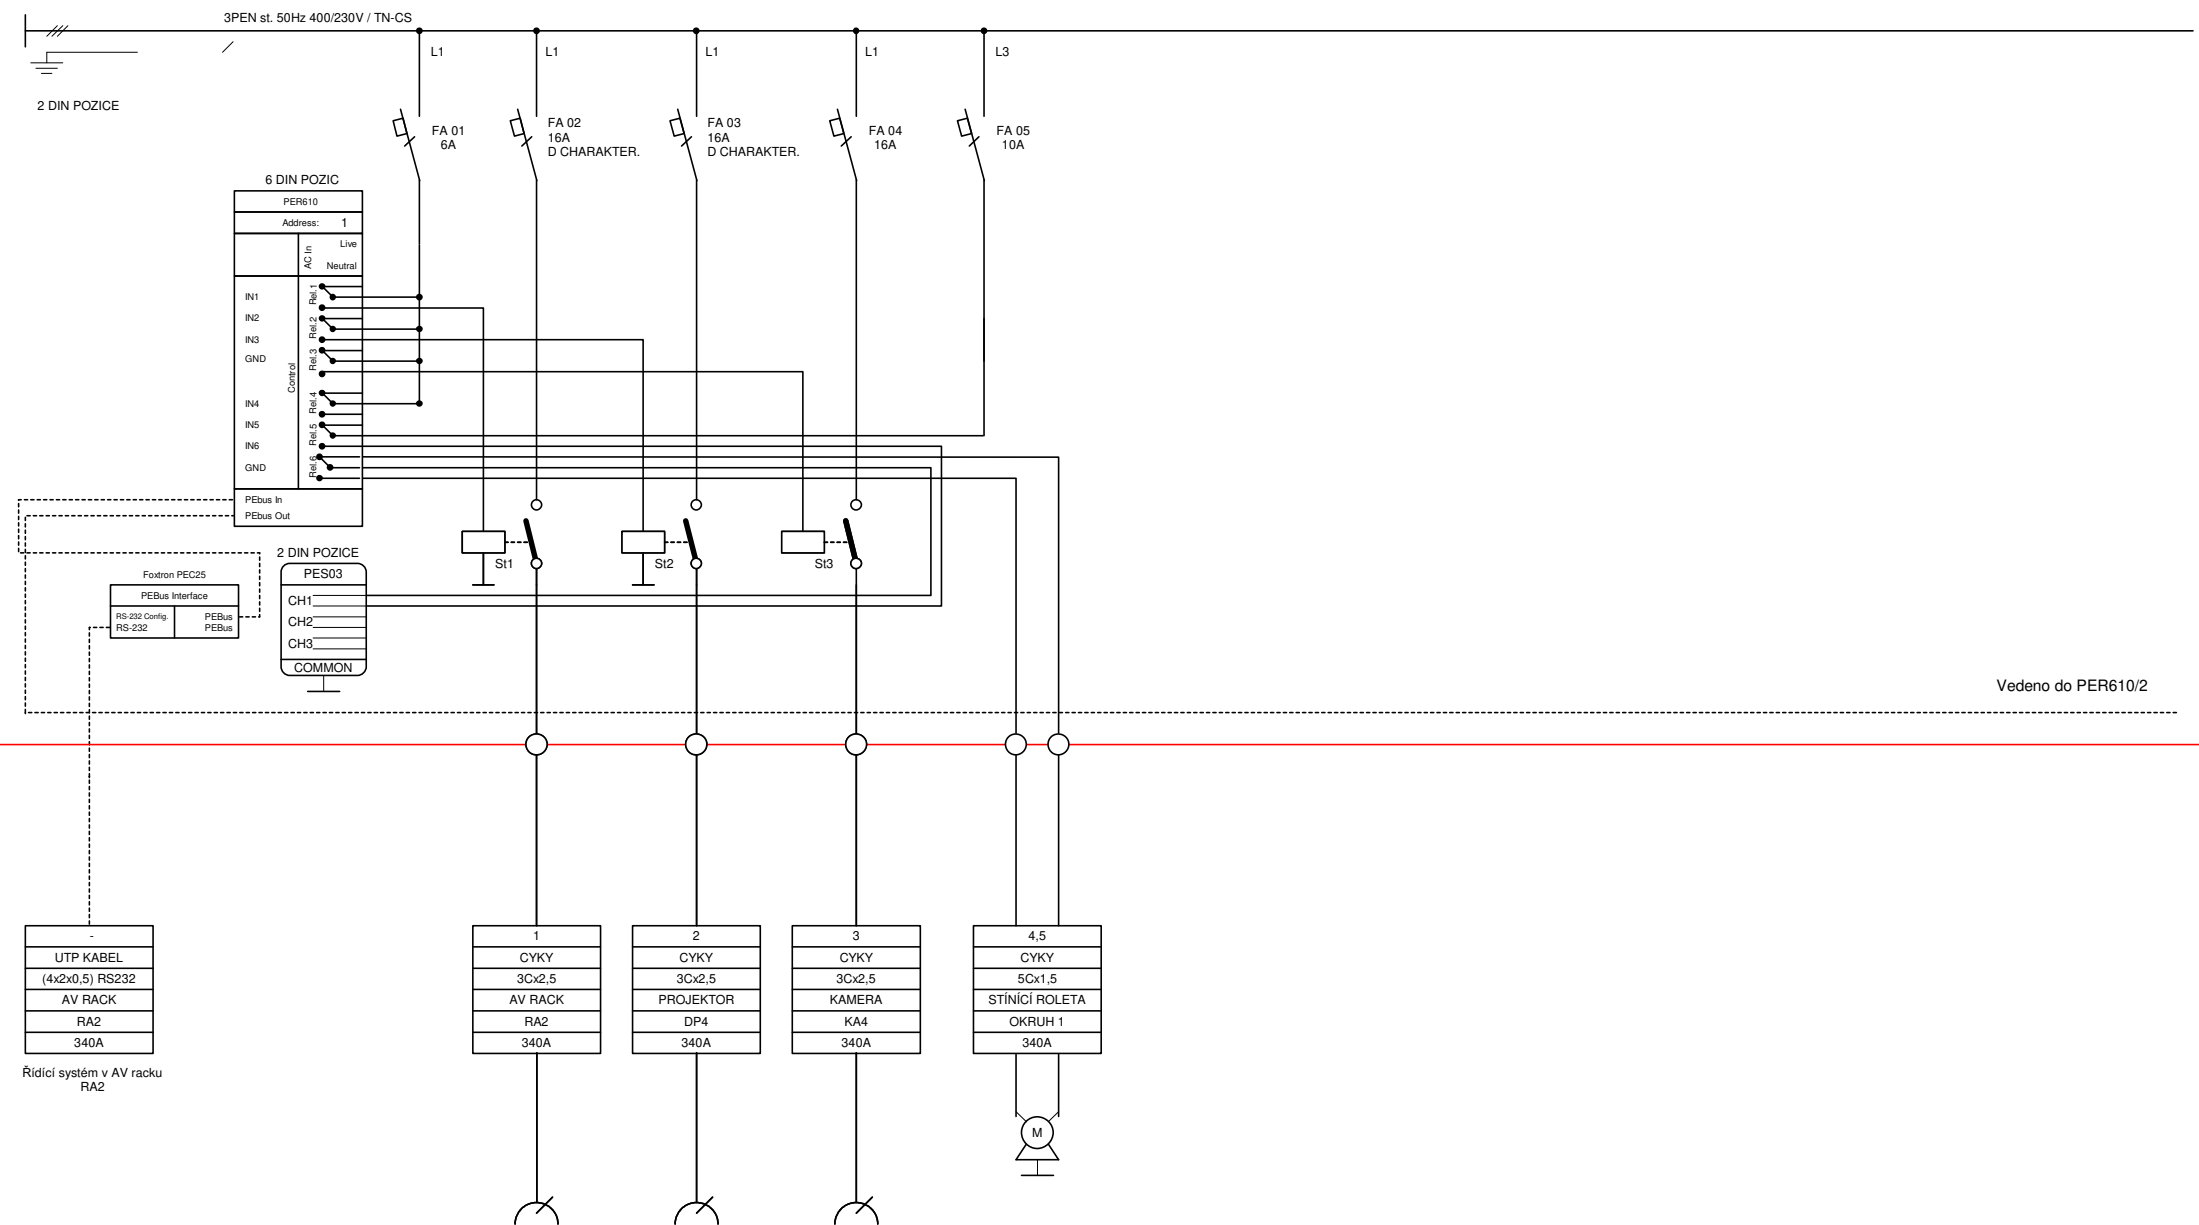 3PEN st. 50Hz 400/230V / TN-CS
L1
L1
L1
L1
L3
2 DIN POZICE
FA 01
6A
FA 02
16A
D CHARAKTER.
FA 03
16A
D CHARAKTER.
FA 04
16A
FA 05
10A
6 DIN POZIC
PER610
Address: 1
AC In
Live
Neutral
Control
IN1
IN2
IN3
GND
IN4
IN5
IN6
GND
Rel.1
Rel.2
Rel.3
Rel.4
Rel.5
Rel.6
PEbus In
PEbus Out
St1
St2
St3
2 DIN POZICE
PES03
CH1
CH2
CH3
COMMON
Foxtron PEC25
PEBus Interface
RS-232 Config.
RS-232
PEBus
PEBus
Vedeno do PER610/2
-
UTP KABEL
(4x2x0,5) RS232
AV RACK
RA2
340A
Řídící systém v AV racku
RA2
1
CYKY
3Cx2,5
AV RACK
RA2
340A
2
CYKY
3Cx2,5
PROJEKTOR
DP4
340A
3
CYKY
3Cx2,5
KAMERA
KA4
340A
4,5
CYKY
5Cx1,5
STÍNÍCÍ ROLETA
OKRUH 1
340A
M